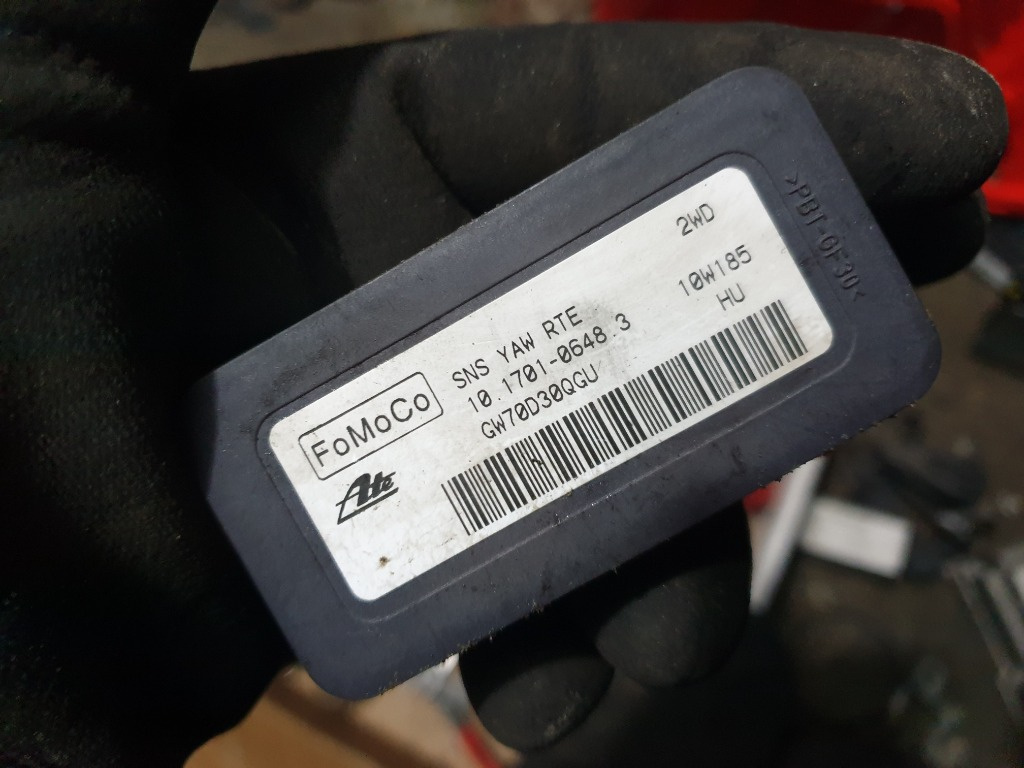 FoMoCo
Ate
SNS YAW RTE
10.1701-0648.3
GW70D30QGU
2WD
10W185
HU
>PBT-GF30<